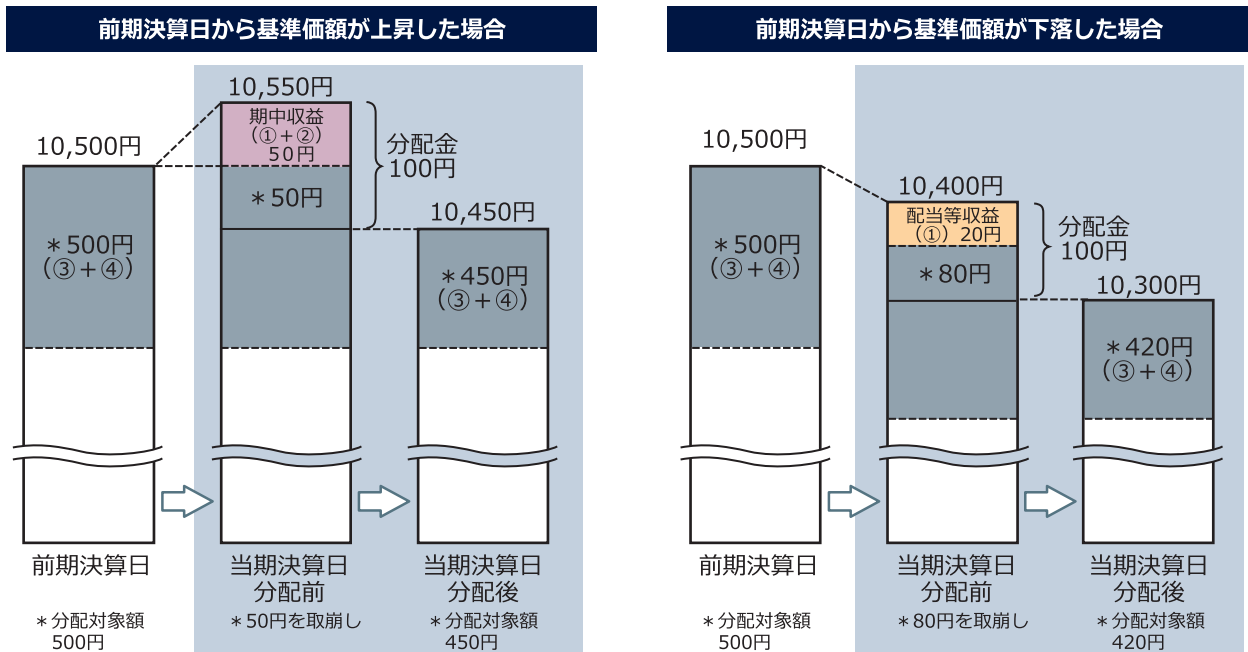 前期決算日から基準価額が上昇した場合
10,500円
＊500円
（③＋④）
10,550円
期中収益
（①＋②）
50円
＊50円
分配金
100円
10,450円
＊450円
（③＋④）
前期決算日
当期決算日
分配前
当期決算日
分配後
＊分配対象額
500円
＊50円を取崩し
＊分配対象額
450円
前期決算日から基準価額が下落した場合
10,500円
＊500円
（③＋④）
10,400円
配当等収益
（①）20円
＊80円
分配金
100円
10,300円
＊420円
（③＋④）
前期決算日
当期決算日
分配前
当期決算日
分配後
＊分配対象額
500円
＊80円を取崩し
＊分配対象額
420円